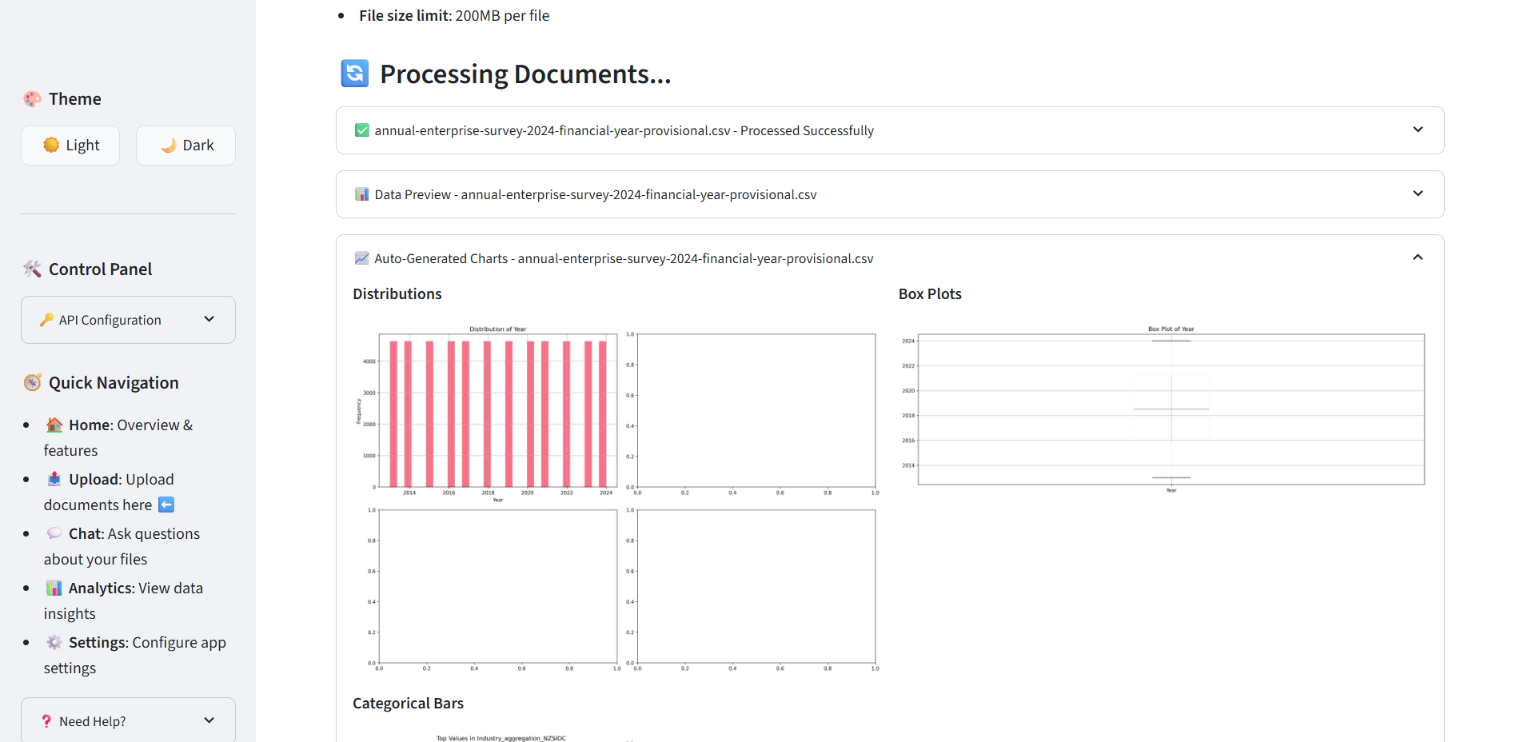 File size limit: 200MB per file
Processing Documents...
Theme
Light
Dark
Control Panel
API Configuration
Quick Navigation
Home: Overview &
features
Upload: Upload
documents here
Chat: Ask questions
about your files
Analytics: View data
insights
Settings: Configure app
settings
Need Help?
annual-enterprise-survey-2024-financial-year-provisional.csv - Processed Successfully
Data Preview - annual-enterprise-survey-2024-financial-year-provisional.csv
Auto-Generated Charts - annual-enterprise-survey-2024-financial-year-provisional.csv
Distributions
Distribution of Year
Frequency
4000
3000
2000
1000
0
2014 2016 2018 2020 2022 2024
Year
1.0
0.8
0.6
0.4
0.2
0.0
0.0 0.2 0.4 0.6 0.8 1.0
1.0
0.8
0.6
0.4
0.2
0.0
0.0 0.2 0.4 0.6 0.8 1.0
1.0
0.8
0.6
0.4
0.2
0.0
0.0 0.2 0.4 0.6 0.8 1.0
Box Plots
Box Plot of Year
2024
2022
2020
2018
2016
2014
Year
Categorical Bars
Top Values in Industry_aggregation_NZSIOC